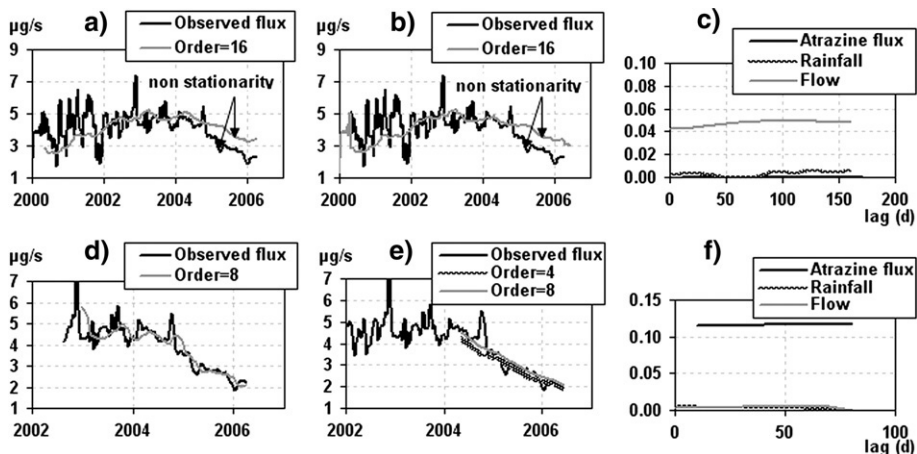 a)
µg/s
Observed flux
Order=16
non stationarity
9
7
5
3
1
2000 2002 2004 2006
b)
µg/s
Observed flux
Order=16
non stationarity
9
7
5
3
1
2000 2002 2004 2006
c)
Atrazine flux
Rainfall
Flow
0.10
0.08
0.06
0.04
0.02
0.00
0 50 100 150 200
lag (d)
d)
µg/s
Observed flux
Order=8
7
6
5
4
3
2
1
2002 2004 2006
e)
µg/s
Observed flux
Order=4
Order=8
7
6
5
4
3
2
1
2002 2004 2006
f)
Atrazine flux
Rainfall
Flow
0.15
0.10
0.05
0.00
0 50 100
lag (d)